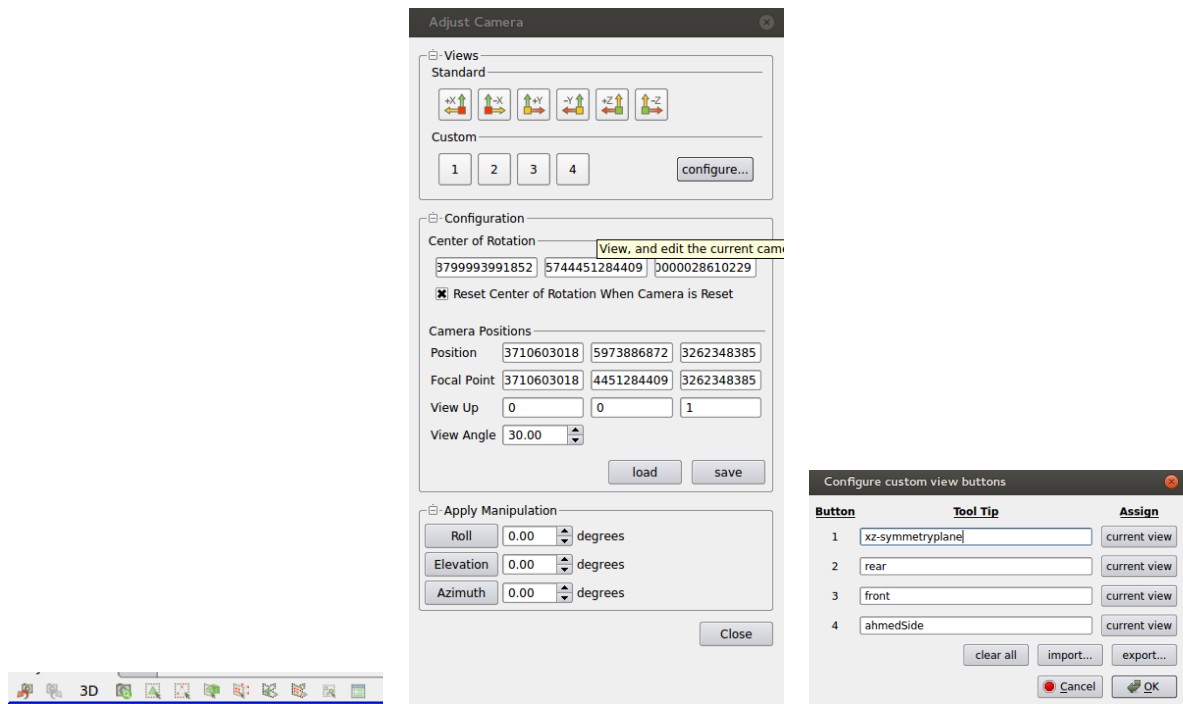 Adjust Camera
Views
Standard
+X -X +Y -Y +Z -Z
Custom
1 2 3 4 configure...
Configuration
Center of Rotation
View, and edit the current came
3799993991852 5744451284409 0000028610229
Reset Center of Rotation When Camera is Reset
Camera Positions
Position 3710603018 5973886872 3262348385
Focal Point 3710603018 4451284409 3262348385
View Up 0 0 1
View Angle 30.00
load save
Apply Manipulation
Roll 0.00 degrees
Elevation 0.00 degrees
Azimuth 0.00 degrees
Close
3D
Configure custom view buttons
Button Tool Tip Assign
1 xz-symmetryplane current view
2 rear current view
3 front current view
4 ahmedSide current view
clear all import... export...
Cancel OK